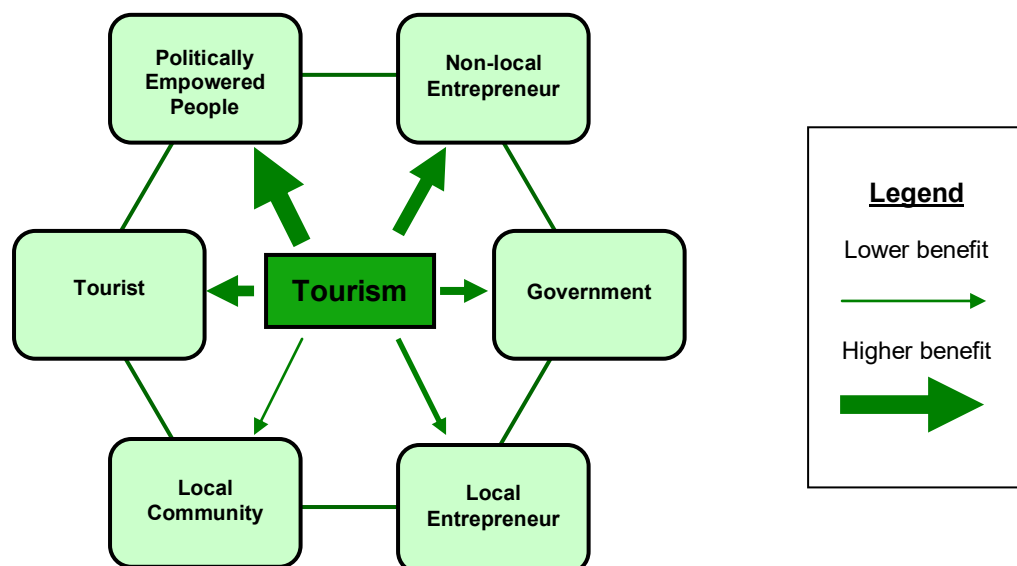 Politically
Empowered
People
Non-local
Entrepreneur
Legend
Lower benefit
Tourist
Tourism
Government
Higher benefit
Local
Community
Local
Entrepreneur